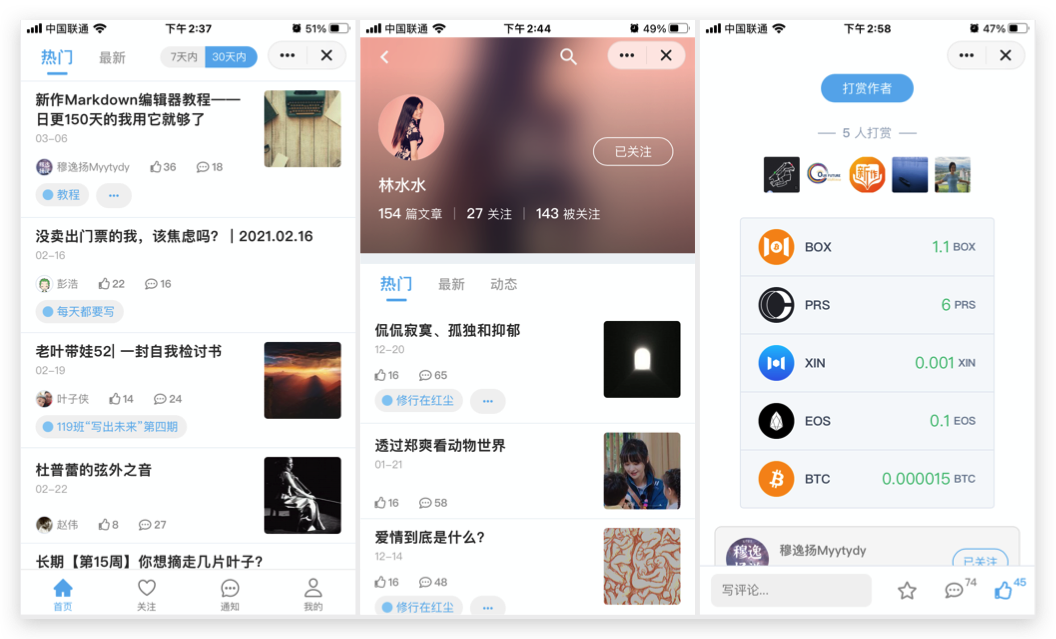 中国联通
下午2:37
51%
热门
最新
7天内
30天内
新作Markdown编辑器教程——
日更150天的我用它就够了
03-06
穆逸扬Myytydy
36
18
教程
没卖出门票的我，该焦虑吗？｜2021.02.16
02-16
彭浩
22
16
每天都要写
老叶带娃52| 一封自我检讨书
02-19
叶子侠
14
24
119班“写出未来”第四期
杜普蕾的弦外之音
02-22
赵伟
8
27
长期【第15周】你想摘走几片叶子?
首页
关注
通知
我的
中国联通
下午2:44
49%
已关注
林水水
154 篇文章
27 关注
143 被关注
热门
最新
动态
侃侃寂寞、孤独和抑郁
12-20
16
65
修行在红尘
透过郑爽看动物世界
01-21
16
58
爱情到底是什么?
12-14
16
48
修行在红尘
中国联通
下午2:58
47%
打赏作者
5 人打赏
新作
BOX
1.1 BOX
PRS
6 PRS
XIN
0.001 XIN
EOS
0.1 EOS
BTC
0.000015 BTC
穆逸
穆逸扬Myytydy
已关注
写评论...
74
45